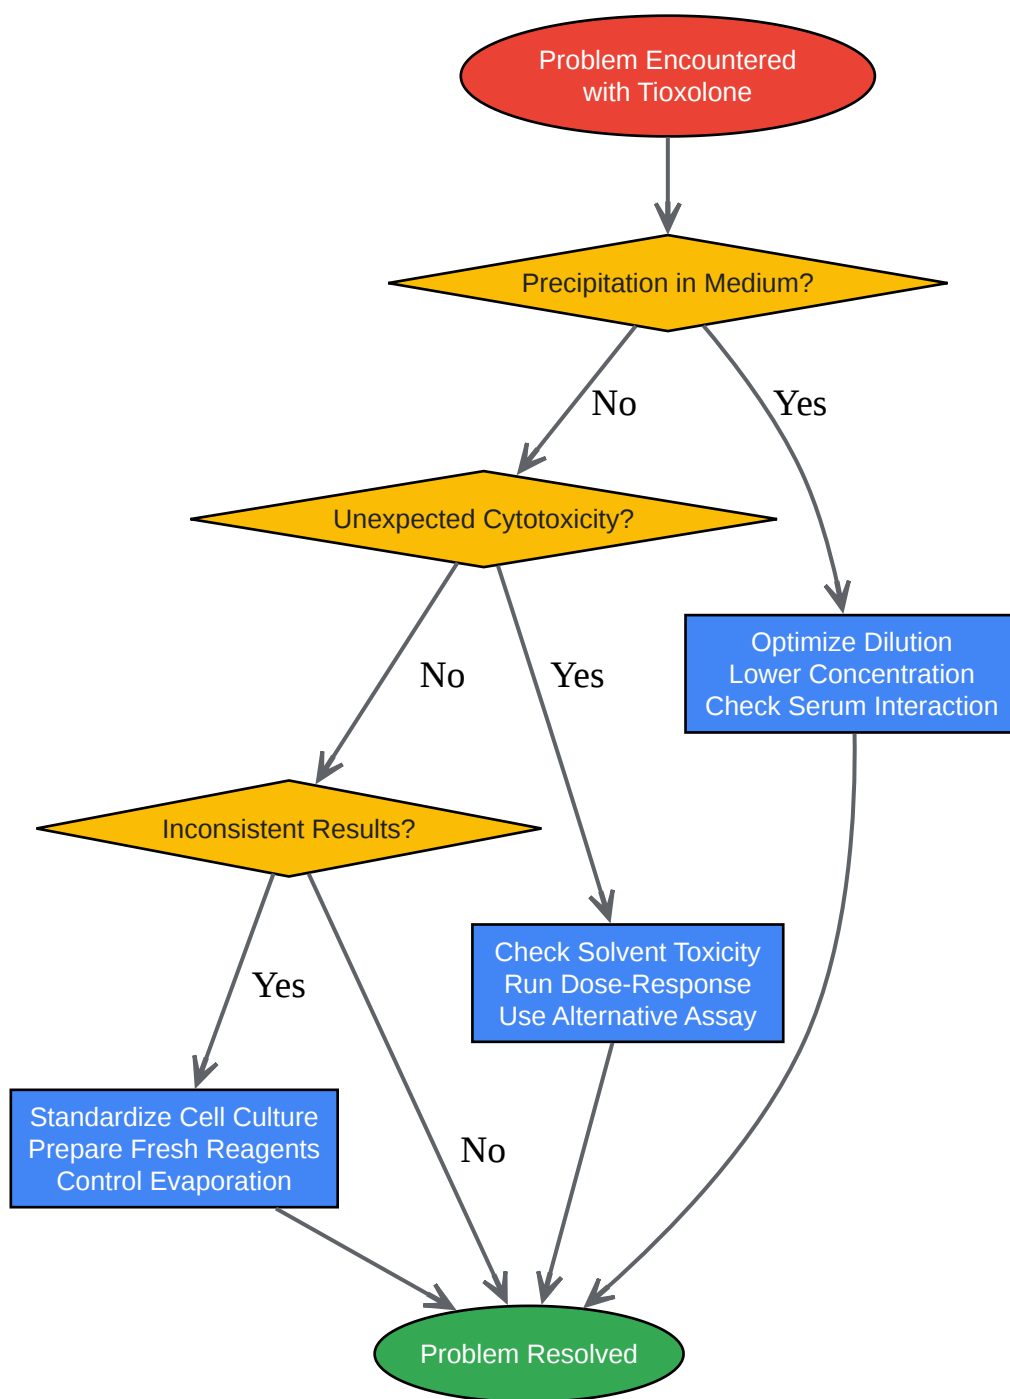 Problem Encountered
with Tioxolone
Precipitation in Medium?
No
Yes
Unexpected Cytotoxicity?
Optimize Dilution
Lower Concentration
Check Serum Interaction
No
Yes
Inconsistent Results?
Check Solvent Toxicity
Run Dose-Response
Use Alternative Assay
Yes
No
Standardize Cell Culture
Prepare Fresh Reagents
Control Evaporation
Problem Resolved